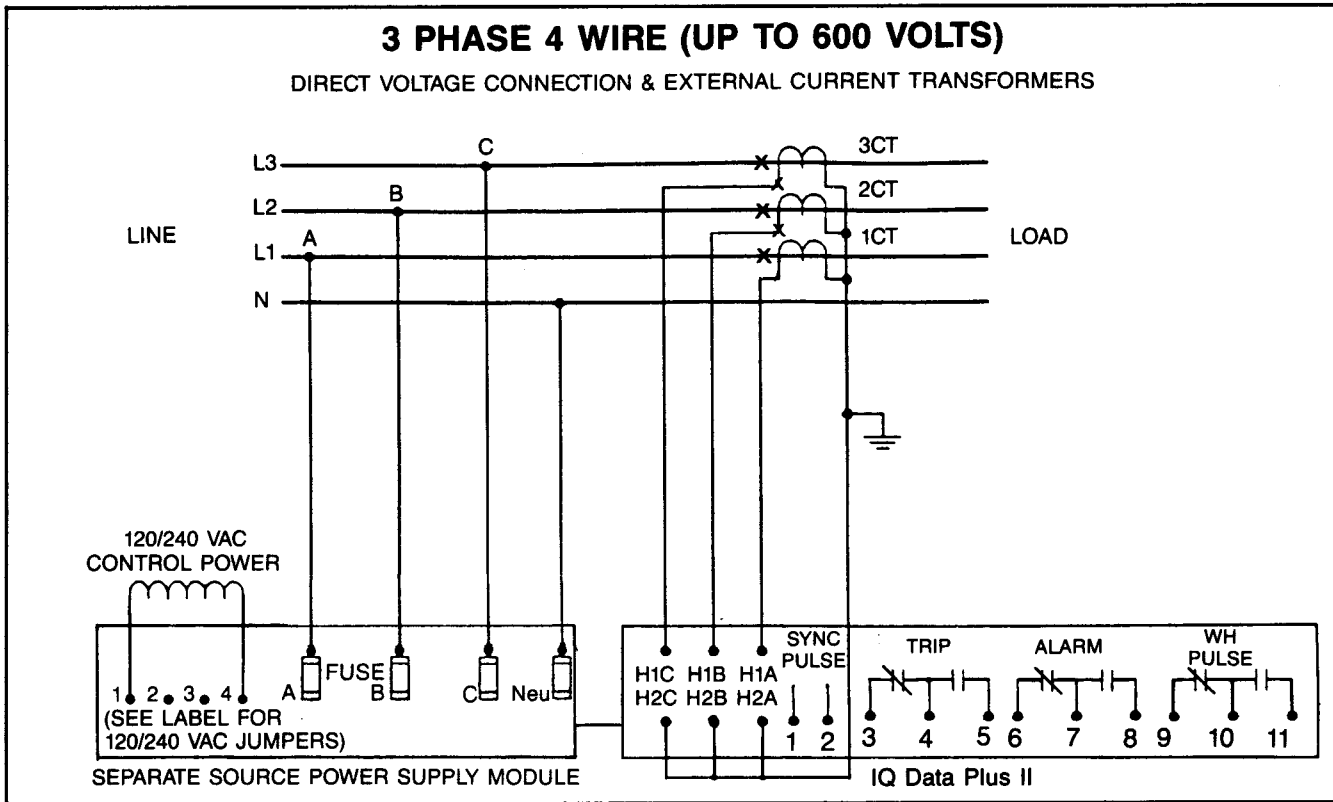 3 PHASE 4 WIRE (UP TO 600 VOLTS)
DIRECT VOLTAGE CONNECTION & EXTERNAL CURRENT TRANSFORMERS
C
3CT
L3
B
2CT
L2
LINE
A
1CT
LOAD
L1
N
120/240 VAC
CONTROL POWER
SYNC
PULSE
TRIP
ALARM
WH
PULSE
FUSE
H1C H1B H1A
H2C H2B H2A
1 2 3 4 A B C Neu
(SEE LABEL FOR
120/240 VAC JUMPERS)
1 2 3 4 5 6 7 8 9 10 11
SEPARATE SOURCE POWER SUPPLY MODULE
IQ Data Plus II